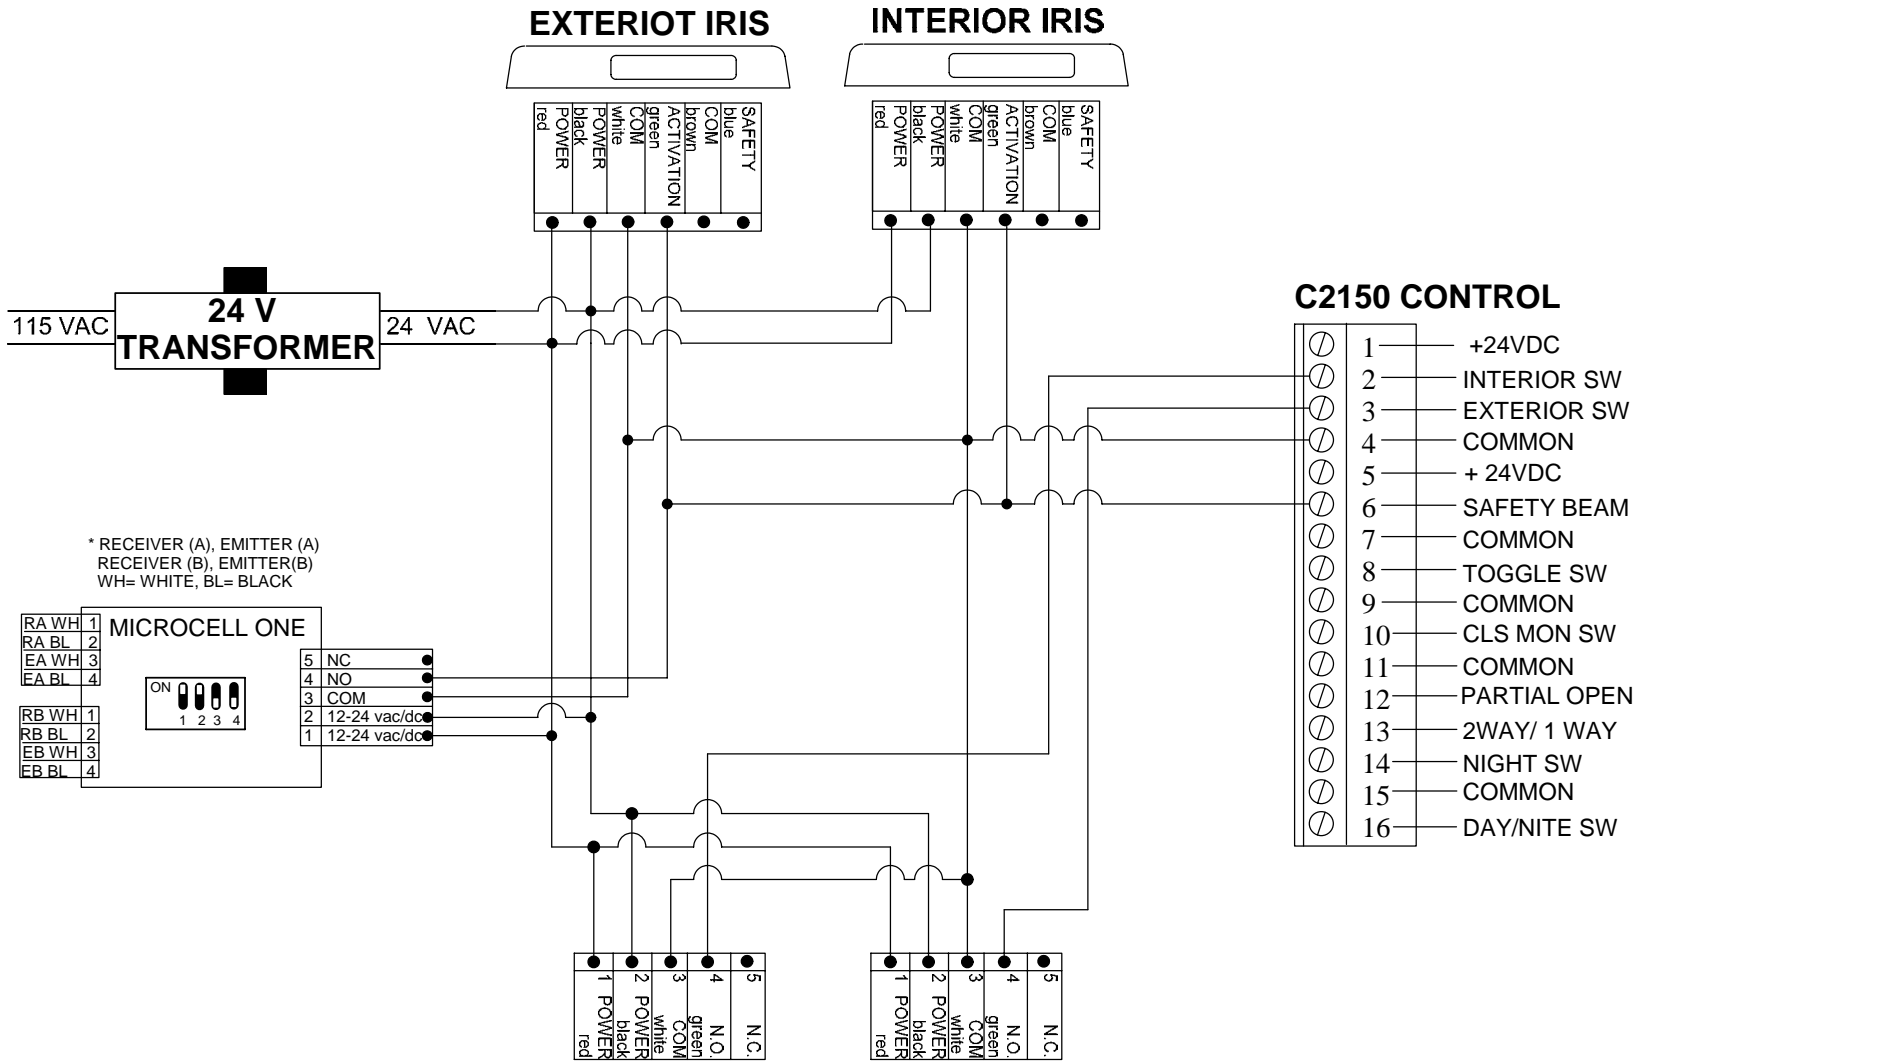 EXTERIOT IRIS
INTERIOR IRIS
POWER
red
POWER
black
COM
white
ACTIVATION
green
COM
brown
SAFETY
blue
POWER
red
POWER
black
COM
white
ACTIVATION
green
COM
brown
SAFETY
blue
115 VAC
24 V
TRANSFORMER
24 VAC
C2150 CONTROL
1 +24VDC
2 INTERIOR SW
3 EXTERIOR SW
4 COMMON
5 + 24VDC
6 SAFETY BEAM
7 COMMON
8 TOGGLE SW
9 COMMON
10 CLS MON SW
11 COMMON
12 PARTIAL OPEN
13 2WAY/ 1 WAY
14 NIGHT SW
15 COMMON
16 DAY/NITE SW
* RECEIVER (A), EMITTER (A)
RECEIVER (B), EMITTER(B)
WH= WHITE, BL= BLACK
MICROCELL ONE
RA WH 1
RA BL 2
EA WH 3
EA BL 4
RB WH 1
RB BL 2
EB WH 3
EB BL 4
ON
1 2 3 4
5 NC
4 NO
3 COM
2 12-24 vac/dc
1 12-24 vac/dc
1 POWER
red
2 POWER
black
3 COM
white
4 N.O.
green
5 N.C.
1 POWER
red
2 POWER
black
3 COM
white
4 N.O.
green
5 N.C.